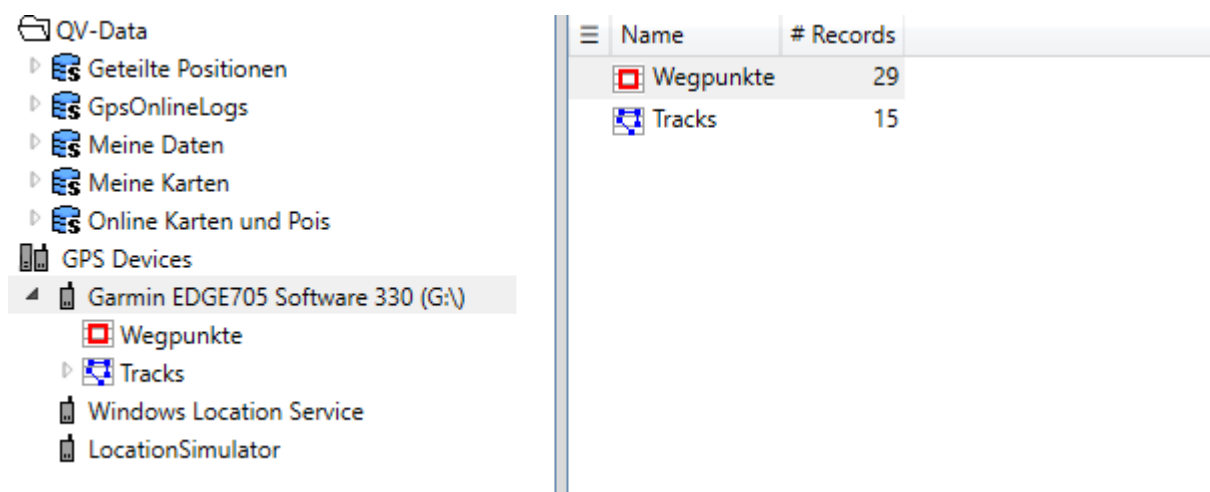 QV-Data
Geteilte Positionen
GpsOnlineLogs
Meine Daten
Meine Karten
Online Karten und Pois
GPS Devices
Garmin EDGE705 Software 330 (G:\)
Wegpunkte
Tracks
Windows Location Service
LocationSimulator
Name # Records
Wegpunkte 29
Tracks 15